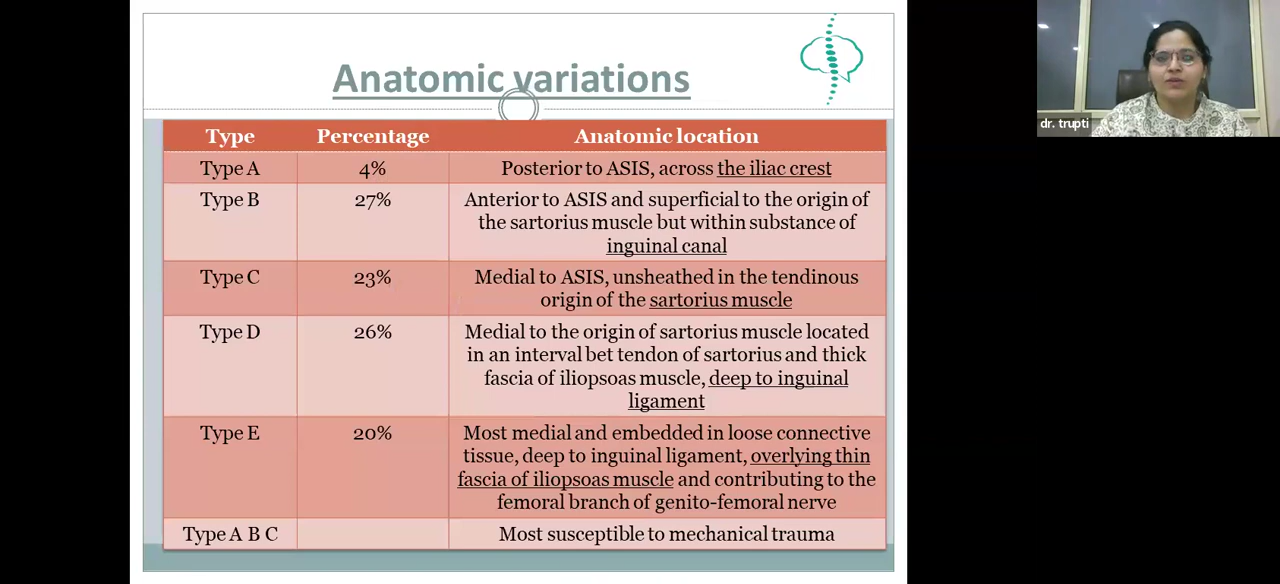 Anatomic variations
Type Percentage Anatomic location
Type A 4% Posterior to ASIS, across the iliac crest
Type B 27% Anterior to ASIS and superficial to the origin of
the sartorius muscle but within substance of
inguinal canal
Type C 23% Medial to ASIS, unsheathed in the tendinous
origin of the sartorius muscle
Type D 26% Medial to the origin of sartorius muscle located
in an interval bet tendon of sartorius and thick
fascia of iliopsoas muscle, deep to inguinal
ligament
Type E 20% Most medial and embedded in loose connective
tissue, deep to inguinal ligament, overlying thin
fascia of iliopsoas muscle and contributing to the
femoral branch of genito-femoral nerve
Type A B C Most susceptible to mechanical trauma
dr. trupti